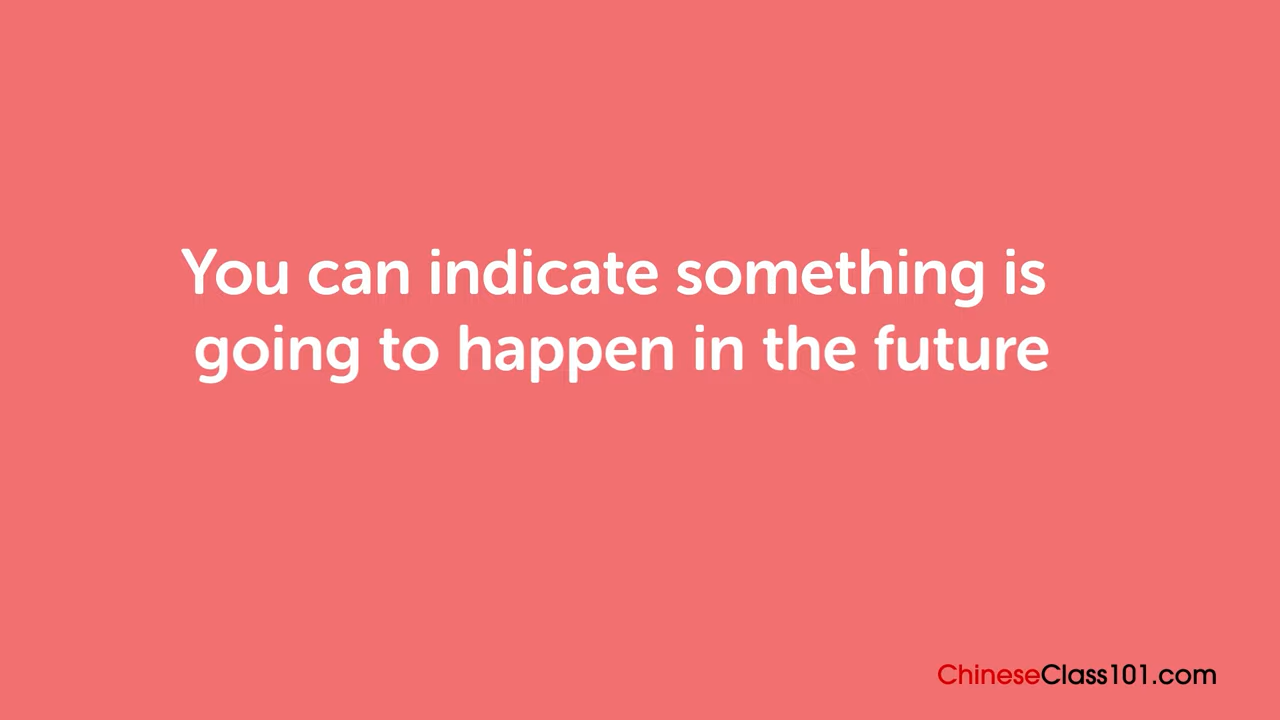 You can indicate something is
going to happen in the future
ChineseClass101.com